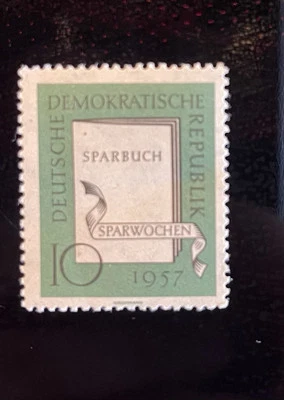 DEUTSCHE
DEMOKRATISCHE
REPUBLIK
SPARBUCH
SPARWOCHEN
10
1957